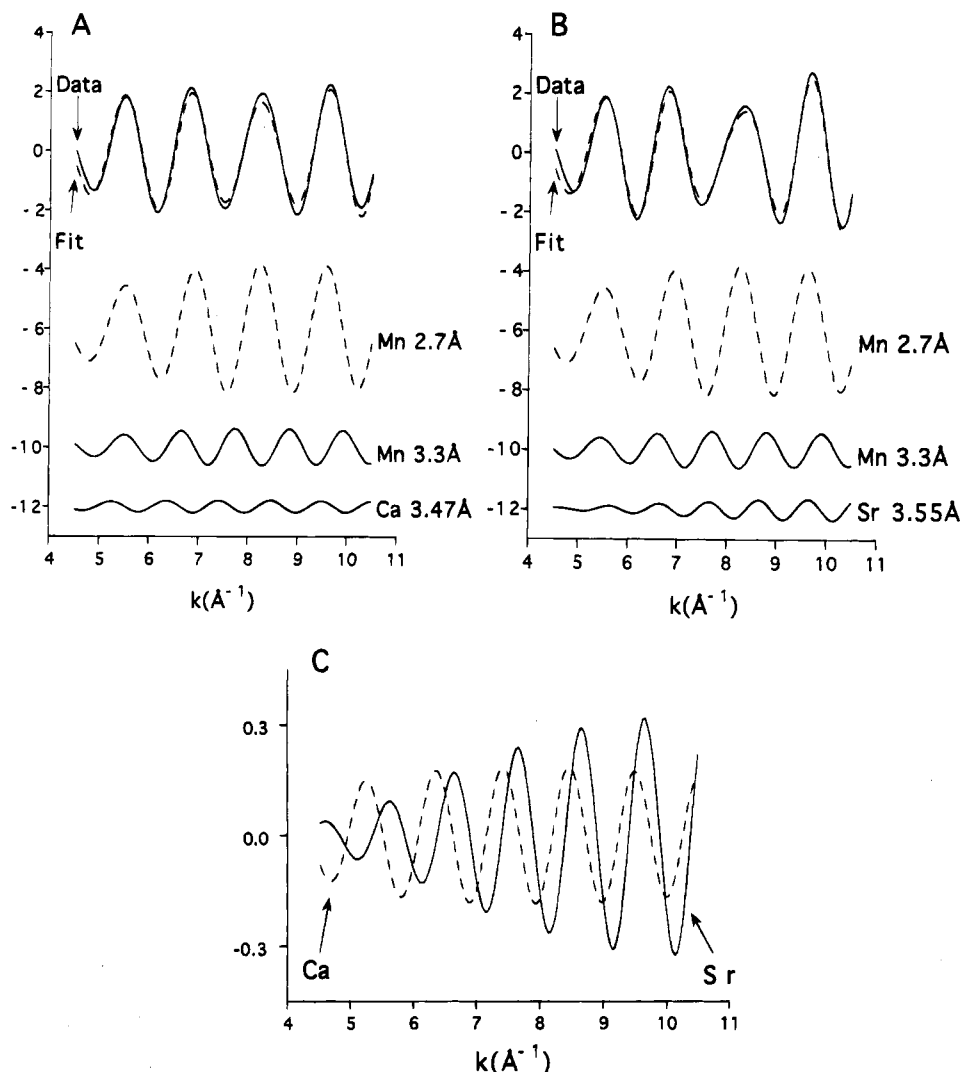 A
4
2
0
- 2
- 4
- 6
- 8
-10
-12
Data
Fit
Mn 2.7Å
Mn 3.3Å
Ca 3.47Å
4 5 6 7 8 9 10 11
k(Å⁻¹)
B
4
2
0
- 2
- 4
- 6
- 8
-10
-12
Data
Fit
Mn 2.7Å
Mn 3.3Å
Sr 3.55Å
4 5 6 7 8 9 10 11
k(Å⁻¹)
C
0.3
0.0
-0.3
Ca
S r
4 5 6 7 8 9 10 11
k(Å⁻¹)